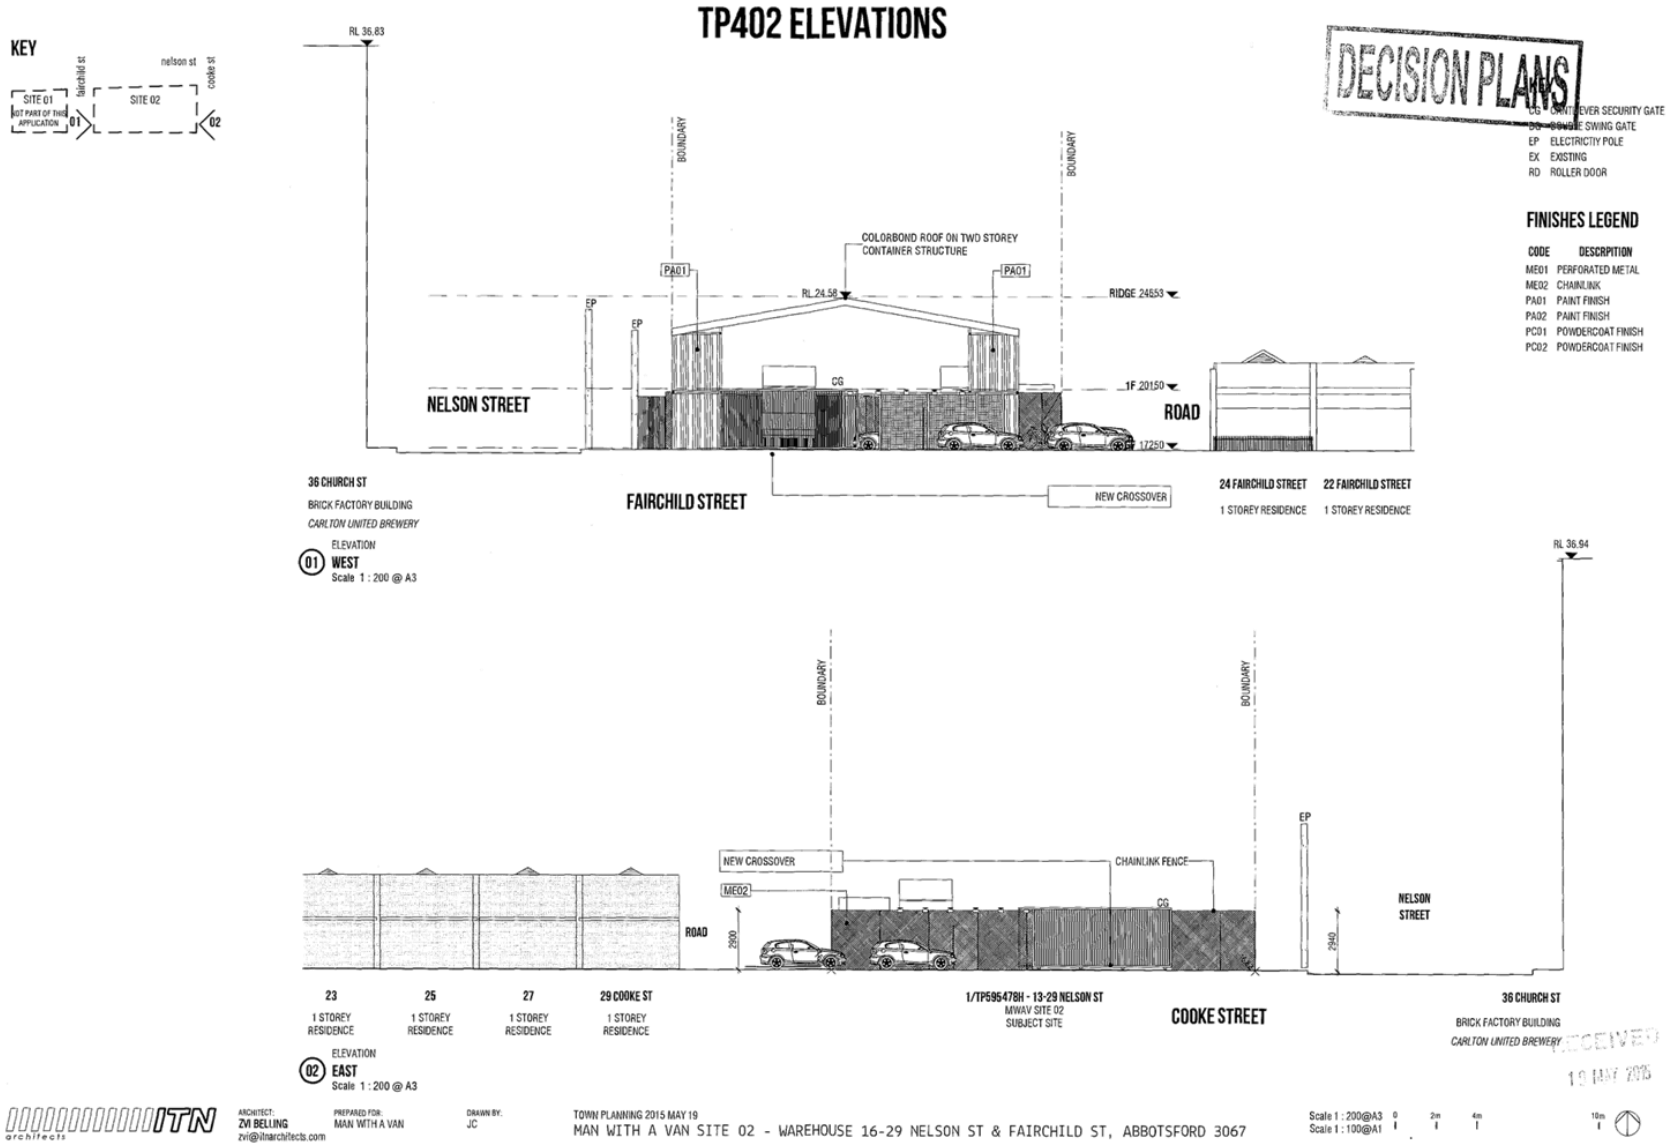 TP402 ELEVATIONS
KEY
fairchild st
nelson st
cooke st
SITE 01
NOT PART OF THIS
APPLICATION
SITE 02
01
02
DECISION PLANS
KEY
CG CANTILEVER SECURITY GATE
DG DOUBLE SWING GATE
EP ELECTRICTIY POLE
EX EXISTING
RD ROLLER DOOR
FINISHES LEGEND
CODE DESCRPITION
ME01 PERFORATED METAL
ME02 CHAINLINK
PA01 PAINT FINISH
PA02 PAINT FINISH
PC01 POWDERCOAT FINISH
PC02 POWDERCOAT FINISH
RL 36.83
BOUNDARY
BOUNDARY
COLORBOND ROOF ON TWO STOREY
CONTAINER STRUCTURE
PA01
PA01
RL 24.58
RIDGE 24653
EP
EP
CG
1F 20150
NELSON STREET
ROAD
17250
36 CHURCH ST
BRICK FACTORY BUILDING
CARLTON UNITED BREWERY
FAIRCHILD STREET
NEW CROSSOVER
24 FAIRCHILD STREET
1 STOREY RESIDENCE
22 FAIRCHILD STREET
1 STOREY RESIDENCE
ELEVATION
01 WEST
Scale 1 : 200 @ A3
RL 36.94
BOUNDARY
BOUNDARY
EP
NEW CROSSOVER
CHAINLINK FENCE
ME02
CG
NELSON
STREET
ROAD
2900
2940
23
1 STOREY
RESIDENCE
25
1 STOREY
RESIDENCE
27
1 STOREY
RESIDENCE
29 COOKE ST
1 STOREY
RESIDENCE
1/TP595478H - 13-29 NELSON ST
MWAV SITE 02
SUBJECT SITE
COOKE STREET
36 CHURCH ST
BRICK FACTORY BUILDING
CARLTON UNITED BREWERY
ELEVATION
02 EAST
Scale 1 : 200 @ A3
RECEIVED
19 MAY 2015
ITN
architects
ARCHITECT:
ZVI BELLING
zvi@itnarchitects.com
PREPARED FOR:
MAN WITH A VAN
DRAWN BY:
JC
TOWN PLANNING 2015 MAY 19
MAN WITH A VAN SITE 02 - WAREHOUSE 16-29 NELSON ST & FAIRCHILD ST, ABBOTSFORD 3067
Scale 1 : 200@A3
Scale 1 : 100@A1
0 2m 4m 10m